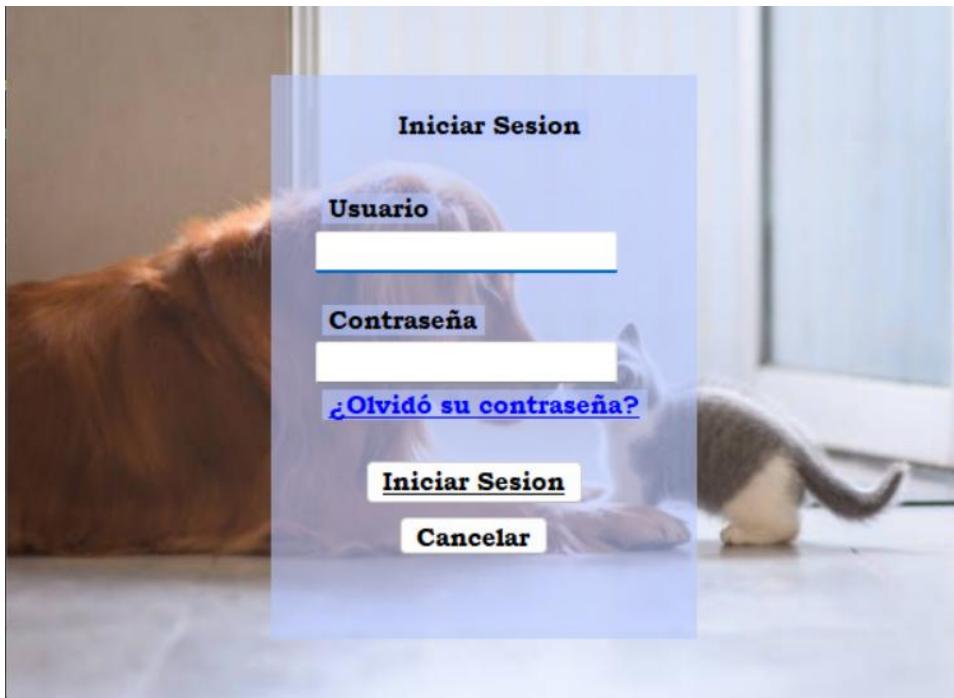 Iniciar Sesion
Usuario
Contraseña
¿Olvidó su contraseña?
Iniciar Sesion
Cancelar